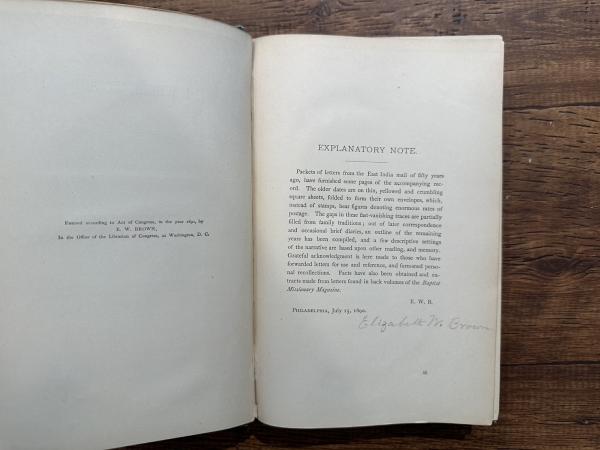 Entered according to Act of Congress, in the year 1890, by
E. W. BROWN,
In the Office of the Librarian of Congress, at Washington, D. C.
EXPLANATORY NOTE.
Packets of letters from the East India mail of fifty years
ago, have furnished some pages of the accompanying rec-
ord. The older dates are on thin, yellowed and crumbling
square sheets, folded to form their own envelopes, which,
instead of stamps, bear figures denoting enormous rates of
postage. The gaps in these fast-vanishing traces are partially
filled from family traditions; out of later correspondence
and occasional brief diaries, an outline of the remaining
years has been compiled, and a few descriptive settings
of the narrative are based upon other reading, and memory.
Grateful acknowledgment is here made to those who have
forwarded letters for use and reference, and furnished personal
recollections. Facts have also been obtained and ex-
tracts made from letters found in back volumes of the Baptist
Missionary Magazine.
E. W. B.
PHILADELPHIA, July 15, 1890.
Elizabeth W. Brown
iii